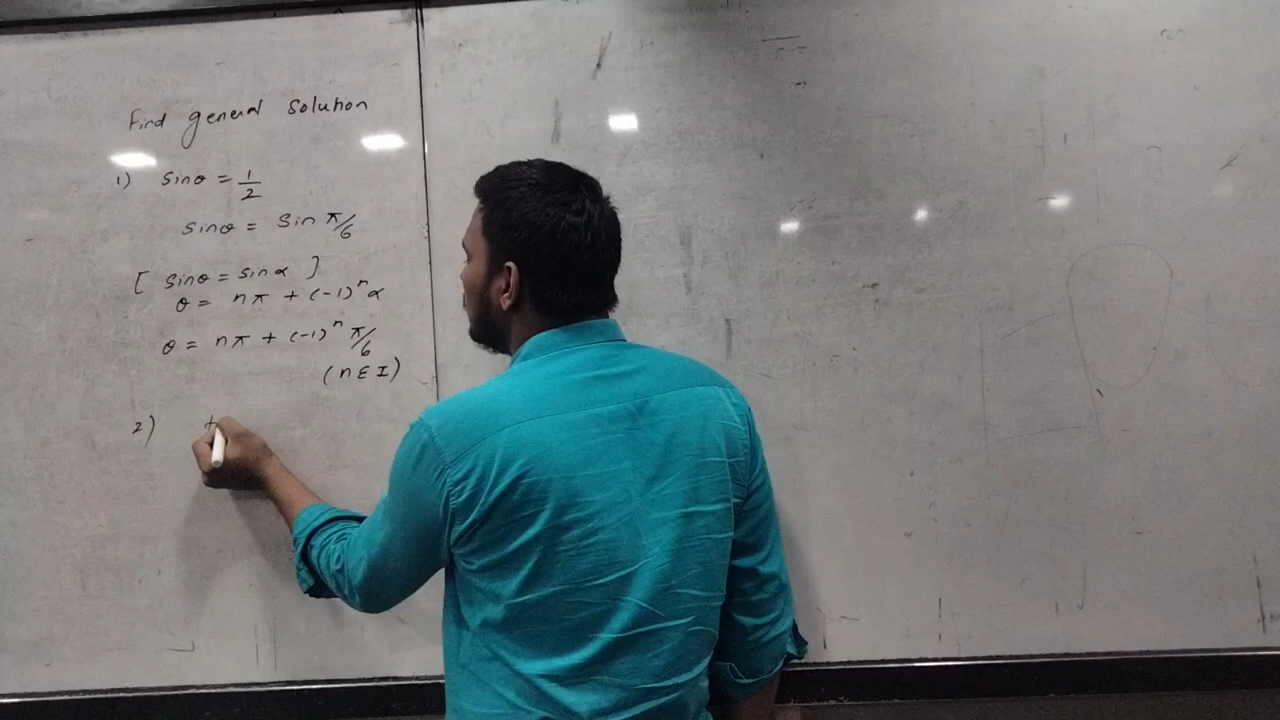 Find general solution
1) sinθ = 1/2
sinθ = sin π/6
[ sinθ = sinα ]
θ = nπ + (-1)^n α
θ = nπ + (-1)^n π/6
(n ∈ I)
2) t